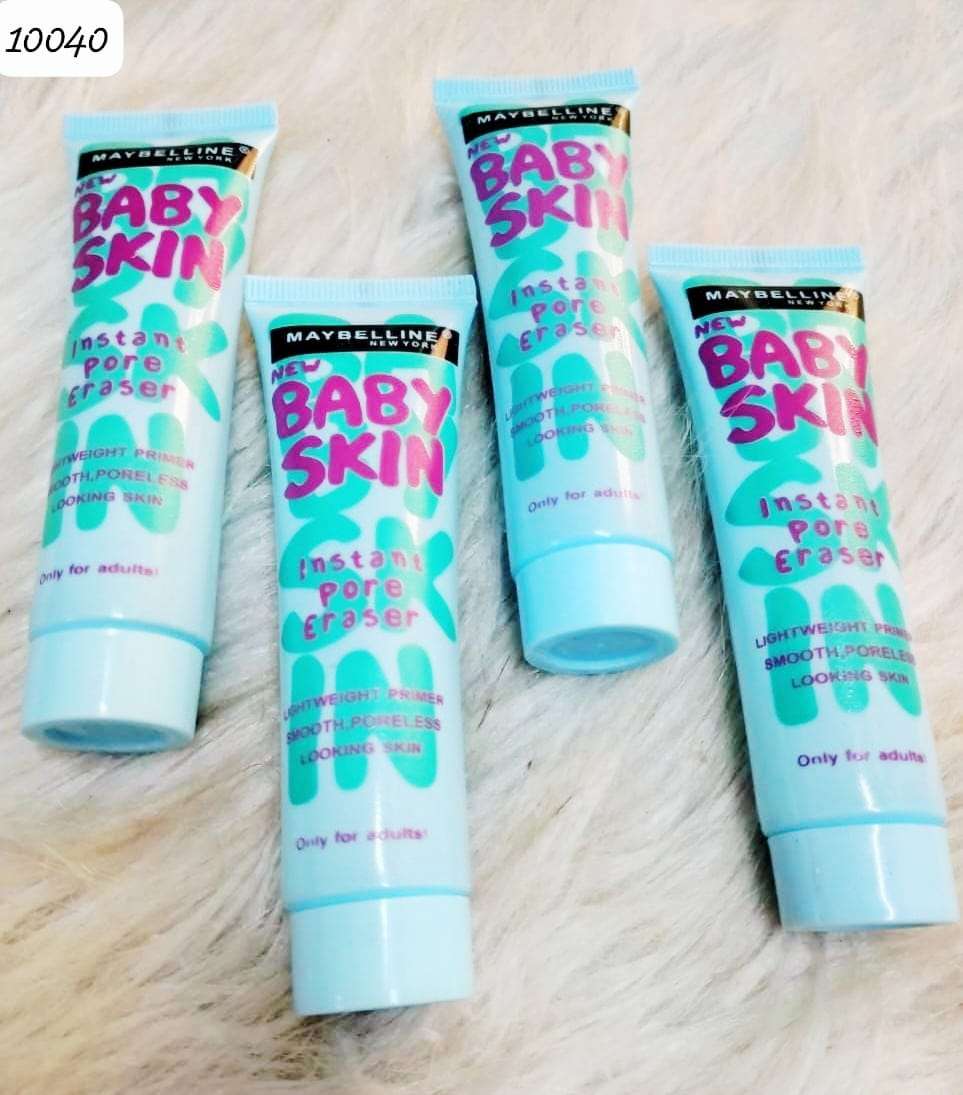 10040
MAYBELLINE®
NEW YORK
NEW
BABY
SKIN
Instant
Pore
Eraser
LIGHTWEIGHT PRIMER
SMOOTH,PORELESS
LOOKING SKIN
Only for adults!
MAYBELLINE®
NEW YORK
NEW
BABY
SKIN
Instant
Pore
Eraser
LIGHTWEIGHT PRIMER
SMOOTH,PORELESS
LOOKING SKIN
Only for adults!
MAYBELLINE®
NEW YORK
NEW
BABY
SKIN
Instant
Pore
Eraser
LIGHTWEIGHT PRIMER
SMOOTH,PORELESS
LOOKING SKIN
Only for adults!
MAYBELLINE®
NEW YORK
NEW
BABY
SKIN
Instant
Pore
Eraser
LIGHTWEIGHT PRIMER
SMOOTH,PORELESS
LOOKING SKIN
Only for adults!